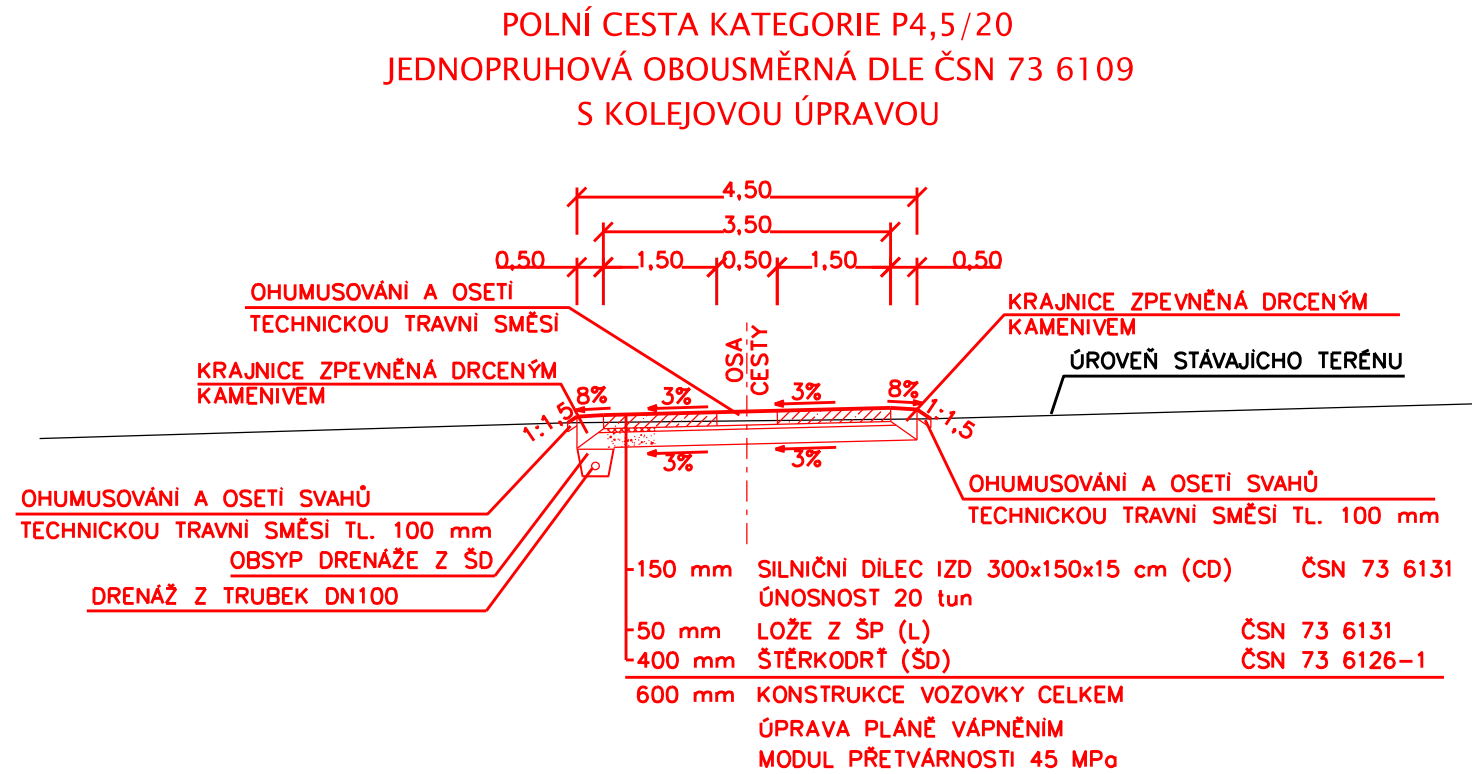 POLNÍ CESTA KATEGORIE P4,5/20
JEDNOPRUHOVÁ OBOUSMĚRNÁ DLE ČSN 73 6109
S KOLEJOVOU ÚPRAVOU
4,50
3,50
0,50 1,50 0,50 1,50 0,50
OHUMUSOVÁNÍ A OSETÍ
TECHNICKOU TRAVNÍ SMĚSÍ
KRAJNICE ZPEVNĚNÁ DRCENÝM
KAMENIVEM
OSA
CESTY
KRAJNICE ZPEVNĚNÁ DRCENÝM
KAMENIVEM
ÚROVEŇ STÁVAJÍCHO TERÉNU
8% 3% 3% 8%
1:1,5 1:1,5
3% 3%
OHUMUSOVÁNÍ A OSETÍ SVAHŮ
TECHNICKOU TRAVNÍ SMĚSÍ TL. 100 mm
OHUMUSOVÁNÍ A OSETÍ SVAHŮ
TECHNICKOU TRAVNÍ SMĚSÍ TL. 100 mm
OBSYP DRENÁŽE Z ŠD
DRENÁŽ Z TRUBEK DN100
150 mm SILNIČNÍ DÍLEC IZD 300x150x15 cm (CD) ČSN 73 6131
ÚNOSNOST 20 tun
50 mm LOŽE Z ŠP (L) ČSN 73 6131
400 mm ŠTĚRKODRŤ (ŠD) ČSN 73 6126-1
600 mm KONSTRUKCE VOZOVKY CELKEM
ÚPRAVA PLÁNĚ VÁPNĚNÍM
MODUL PŘETVÁRNOSTI 45 MPa